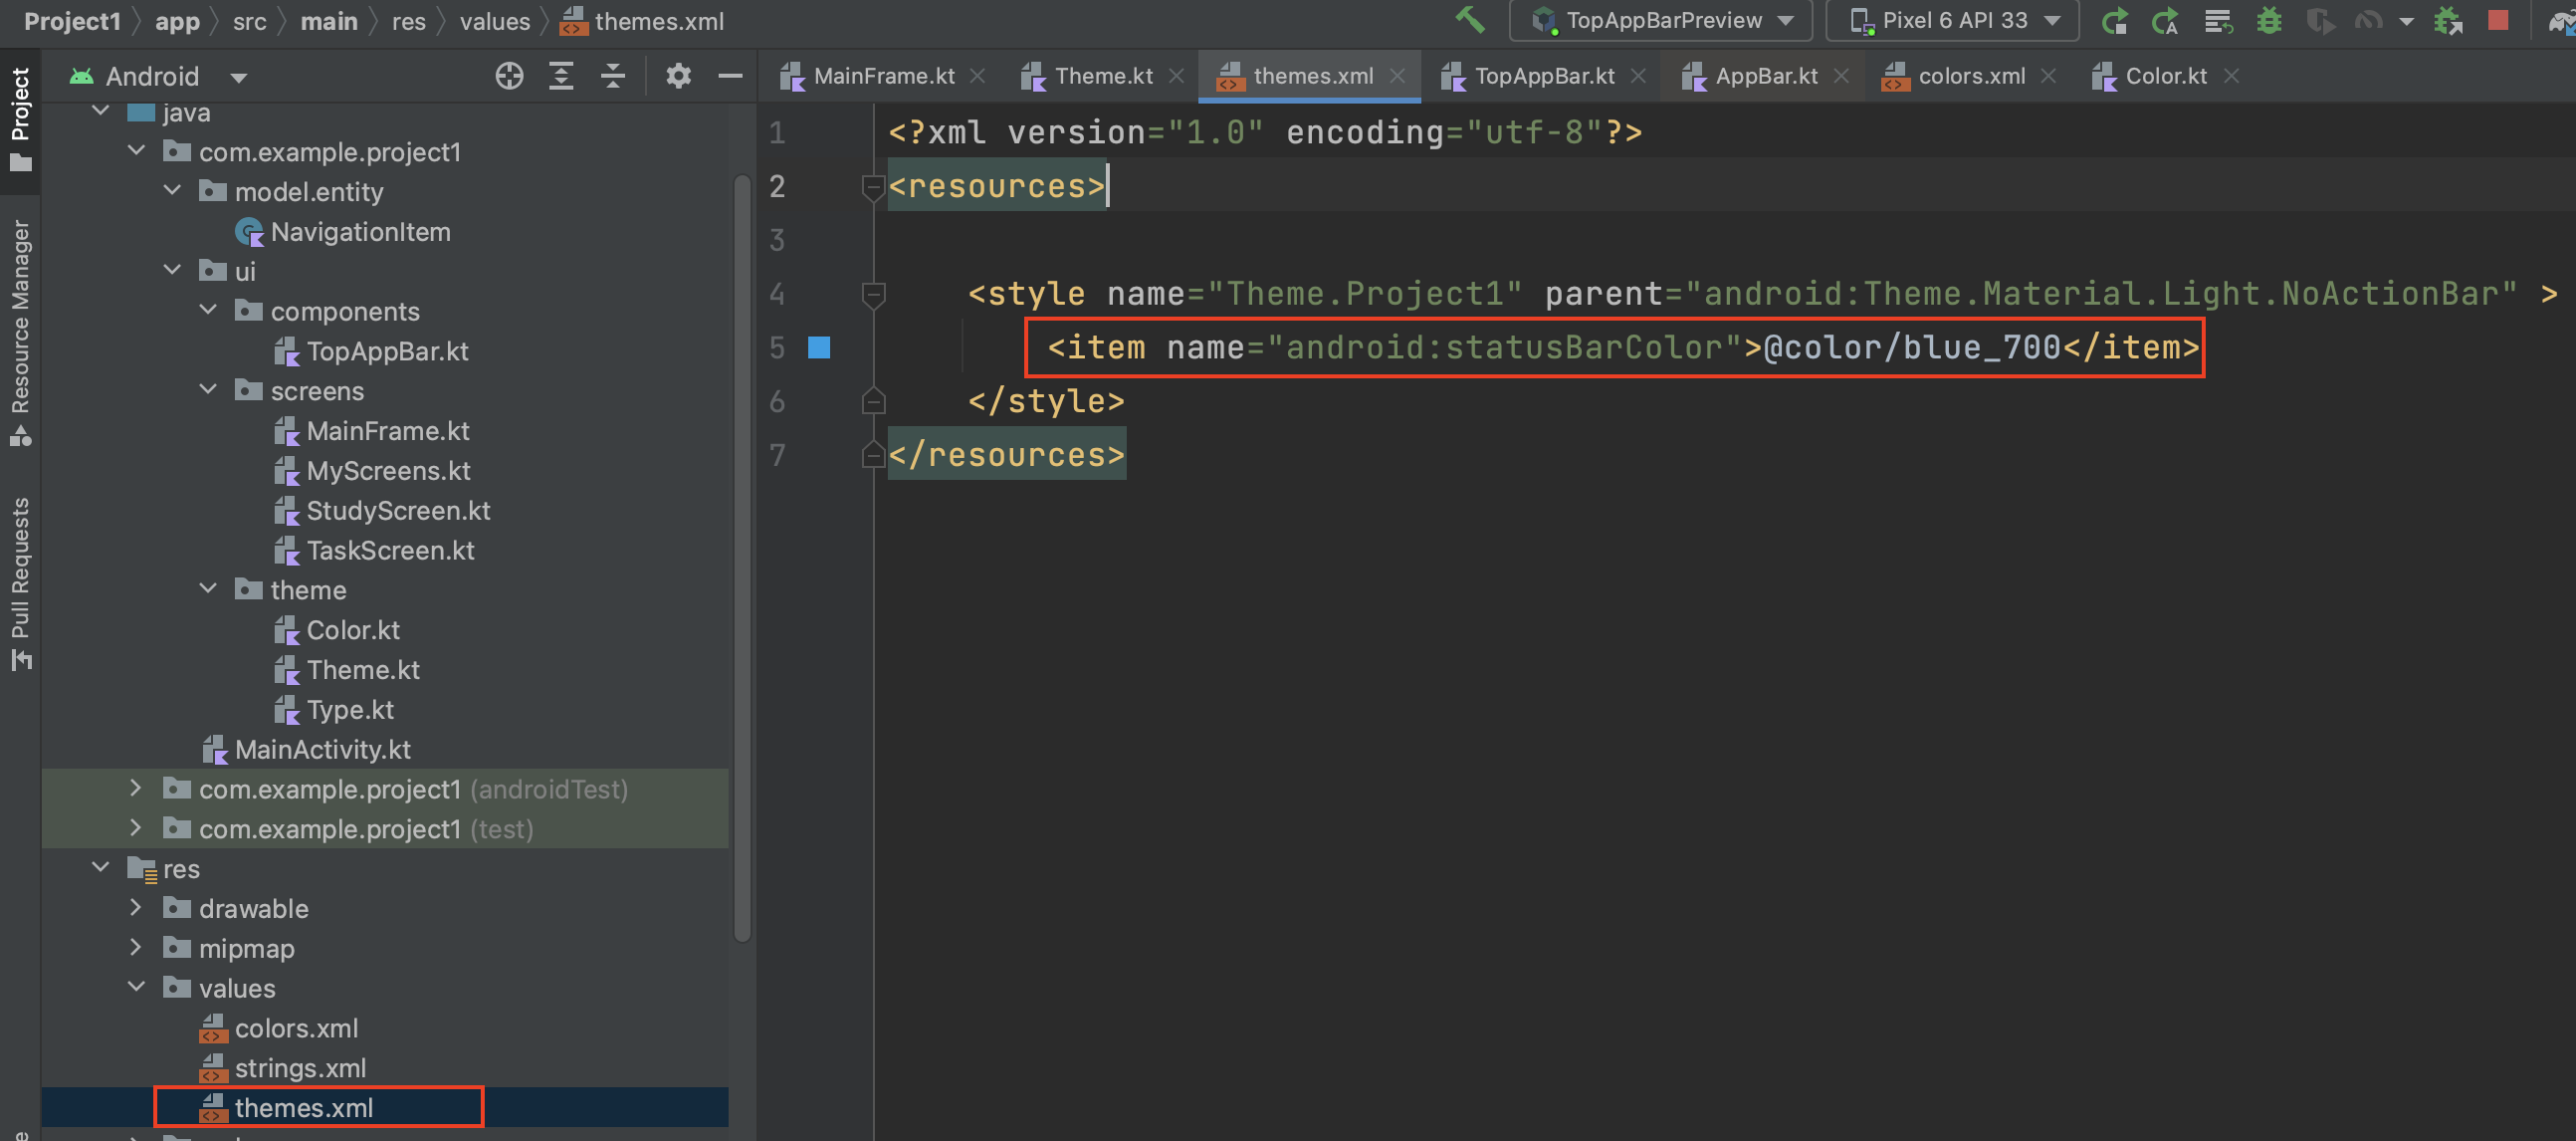 Project1 app src main res values themes.xml
TopAppBarPreview
Pixel 6 API 33
Project
Resource Manager
Pull Requests
Android
java
com.example.project1
model.entity
NavigationItem
ui
components
TopAppBar.kt
screens
MainFrame.kt
MyScreens.kt
StudyScreen.kt
TaskScreen.kt
theme
Color.kt
Theme.kt
Type.kt
MainActivity.kt
com.example.project1 (androidTest)
com.example.project1 (test)
res
drawable
mipmap
values
colors.xml
strings.xml
themes.xml
MainFrame.kt Theme.kt themes.xml TopAppBar.kt AppBar.kt colors.xml Color.kt
1 <?xml version="1.0" encoding="utf-8"?>
2 <resources>
3
4 <style name="Theme.Project1" parent="android:Theme.Material.Light.NoActionBar" >
5 <item name="android:statusBarColor">@color/blue_700</item>
6 </style>
7 </resources>